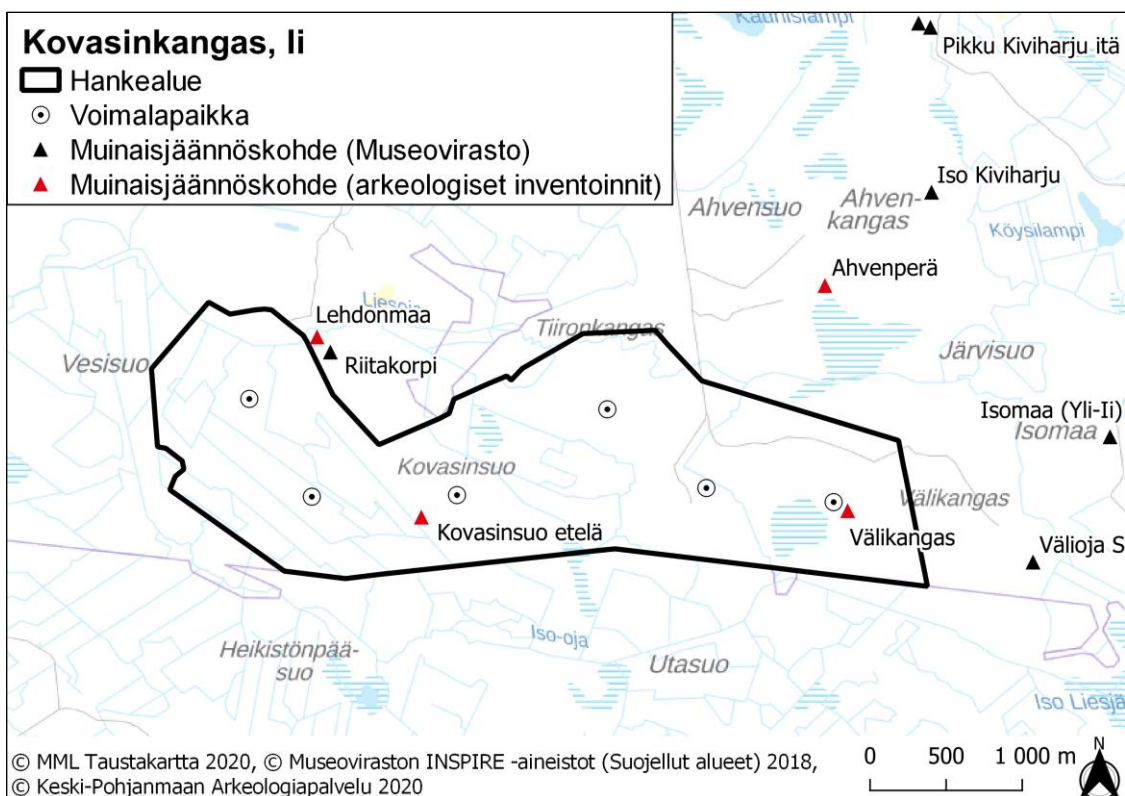 Kovasinkangas, Ii
Hankealue
Voimalapaikka
Muinaisjäännöskohde (Museovirasto)
Muinaisjäännöskohde (arkeologiset inventoinnit)
Kaunislampi
Pikku Kiviharju itä
Iso Kiviharju
Ahvensuo
Ahven-
kangas
Köysilampi
Ahvenperä
Liesoja
Lehdonmaa
Tiironkangas
Vesisuo
Riitakorpi
Järvisuo
Isomaa (Yli-Ii)
Isomaa
Kovasinsuo
Välikangas
Kovasinsuo etelä
Välikangas
Välioja S
Heikistönpää-
suo
Iso-oja
Utasuo
Iso Liesjä
© MML Taustakartta 2020, © Museoviraston INSPIRE -aineistot (Suojellut alueet) 2018,
© Keski-Pohjanmaan Arkeologiapalvelu 2020
0 500 1 000 m
N